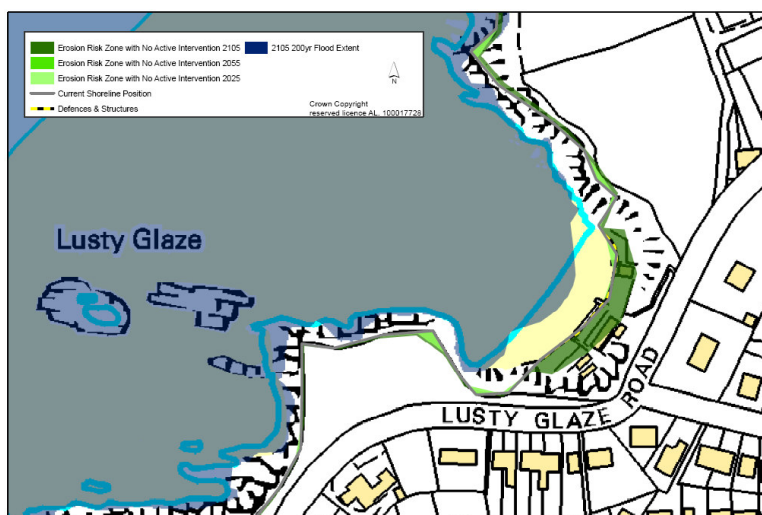 Erosion Risk Zone with No Active Intervention 2105
2105 200yr Flood Extent
Erosion Risk Zone with No Active Intervention 2055
Erosion Risk Zone with No Active Intervention 2025
Current Shoreline Position
N
Defences & Structures
Crown Copyright
reserved licence AL. 100017728
Lusty Glaze
LUSTY GLAZE ROAD